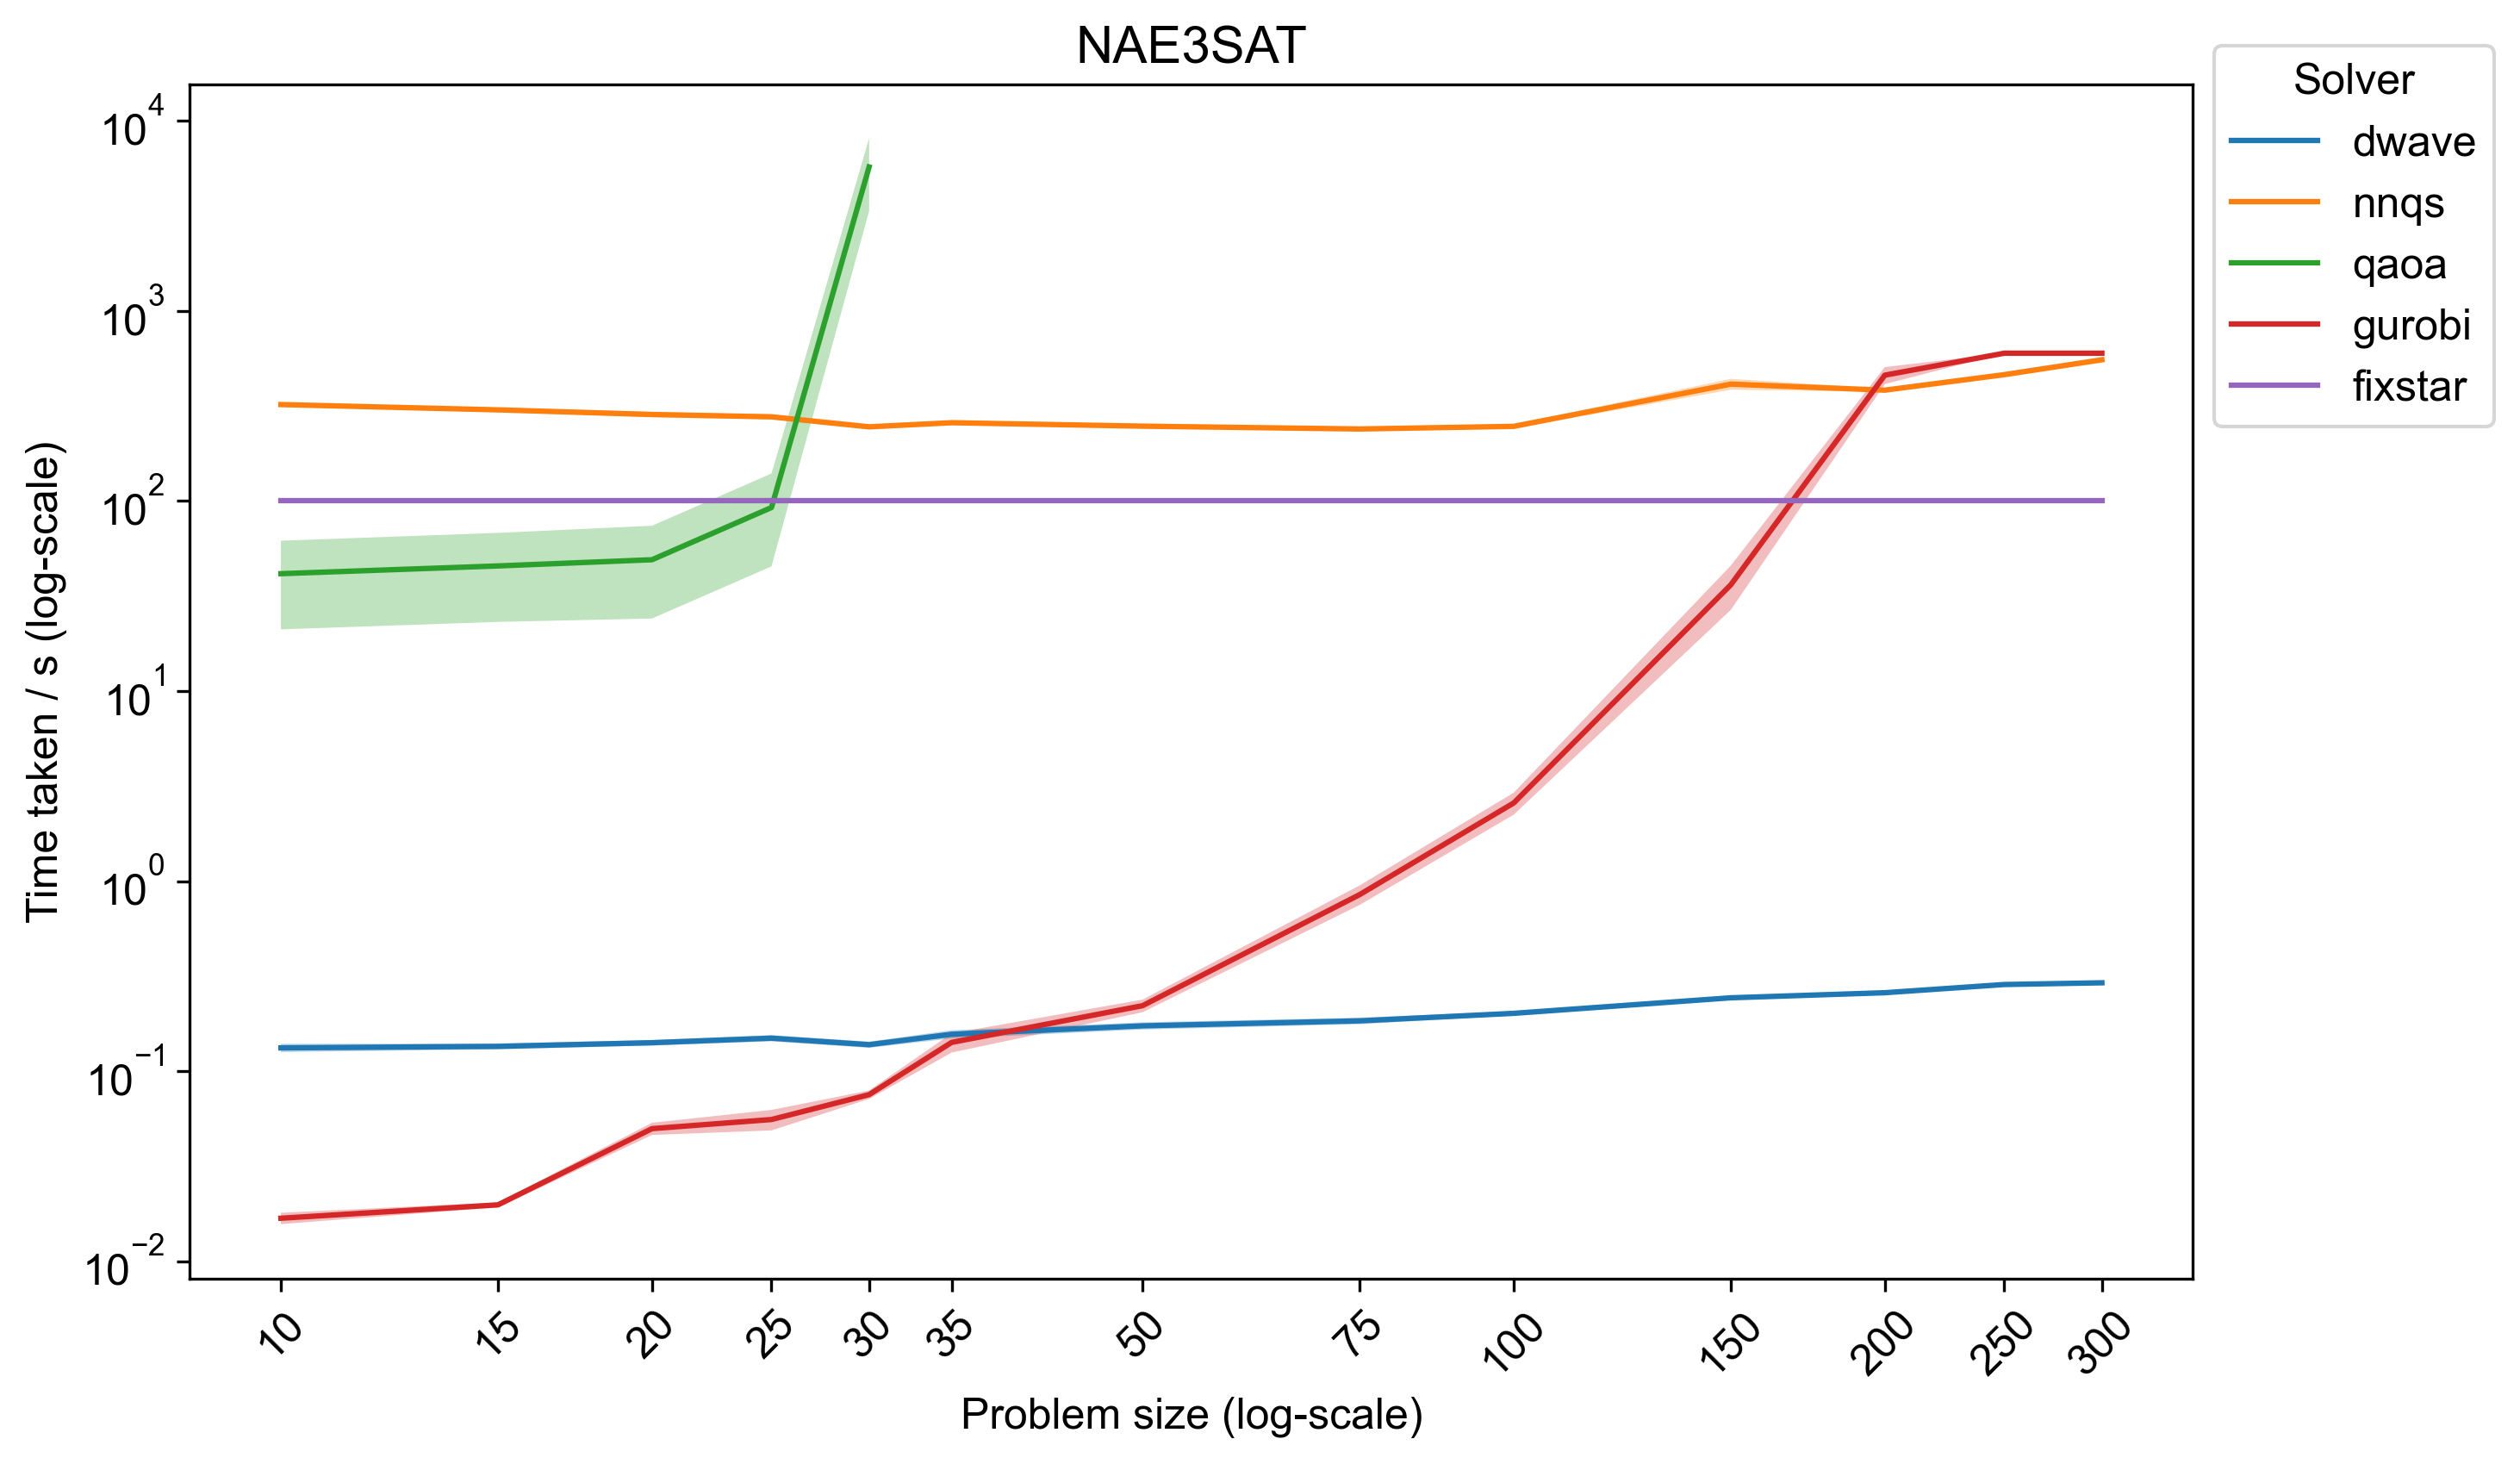 NAE3SAT
Solver
dwave
nnqs
qaoa
gurobi
fixstar
Time taken / s (log-scale)
10^4
10^3
10^2
10^1
10^0
10^−1
10^−2
10
15
20
25
30
35
50
75
100
150
200
250
300
Problem size (log-scale)